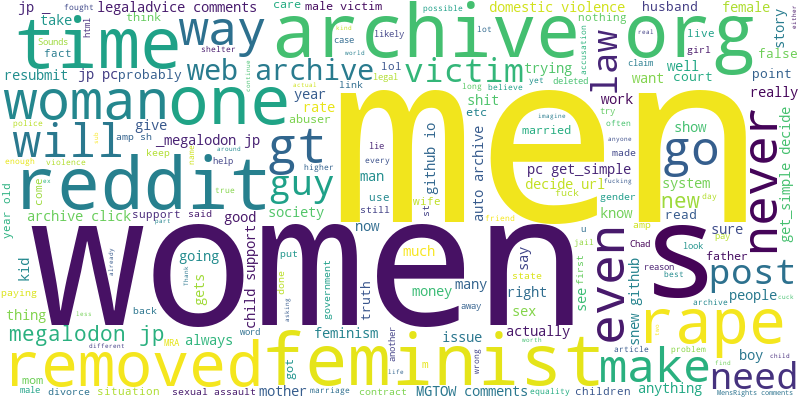 jp _
fought
html
legaladvice comments
male victim
care
domestic violence
possible
husband
nothing
female
either
time
way
archive org
think
take
Sounds
fact
shelter
case
likely
world
kind
girl
live
real
story
false
accusation
resubmit
jp pc
probably
web archive
lol
legal
victim
trying
law
claim
well
court
point
womanone
year
link
long
believe
yet
deleted
want
really
rate
abuser
shit
etc
work
try
often
show
decide
give
_megalodon jp
amp sh
police
will
gt
men
go
never
lie
every
github io
auto archive
married
imagine
made
anyone
system
reddit
guy
man
use
still
st
wife
pc get_simple
decide url
fuck
gender
know
new
read
day
get_simple decide
enough
violence
keep
name
help
around
higher
true
come
society
now
friend
fucking
amp
sure
year old
archive click
support said
good
part
women s
kid
going
gets
child support
put
government
truth
much
many
money
say
right
sex
u
see
first
jail
even
Chad
reason
snew github
look
best
pay
father
post
people
paying
thing
back
already
Thank
less
done
asking
state
away
worth
actually
megalodon jp
always
word
feminism
another
issue
wrong
article
problem
boy
child
cuck
rape
removedfeminist
make
need
different
MRA
got
m
life
find
anything
mom
male
divorce
situation
sexual assault
mother
marriage
contract
MGTOW comments
equality
children
MensRights comments